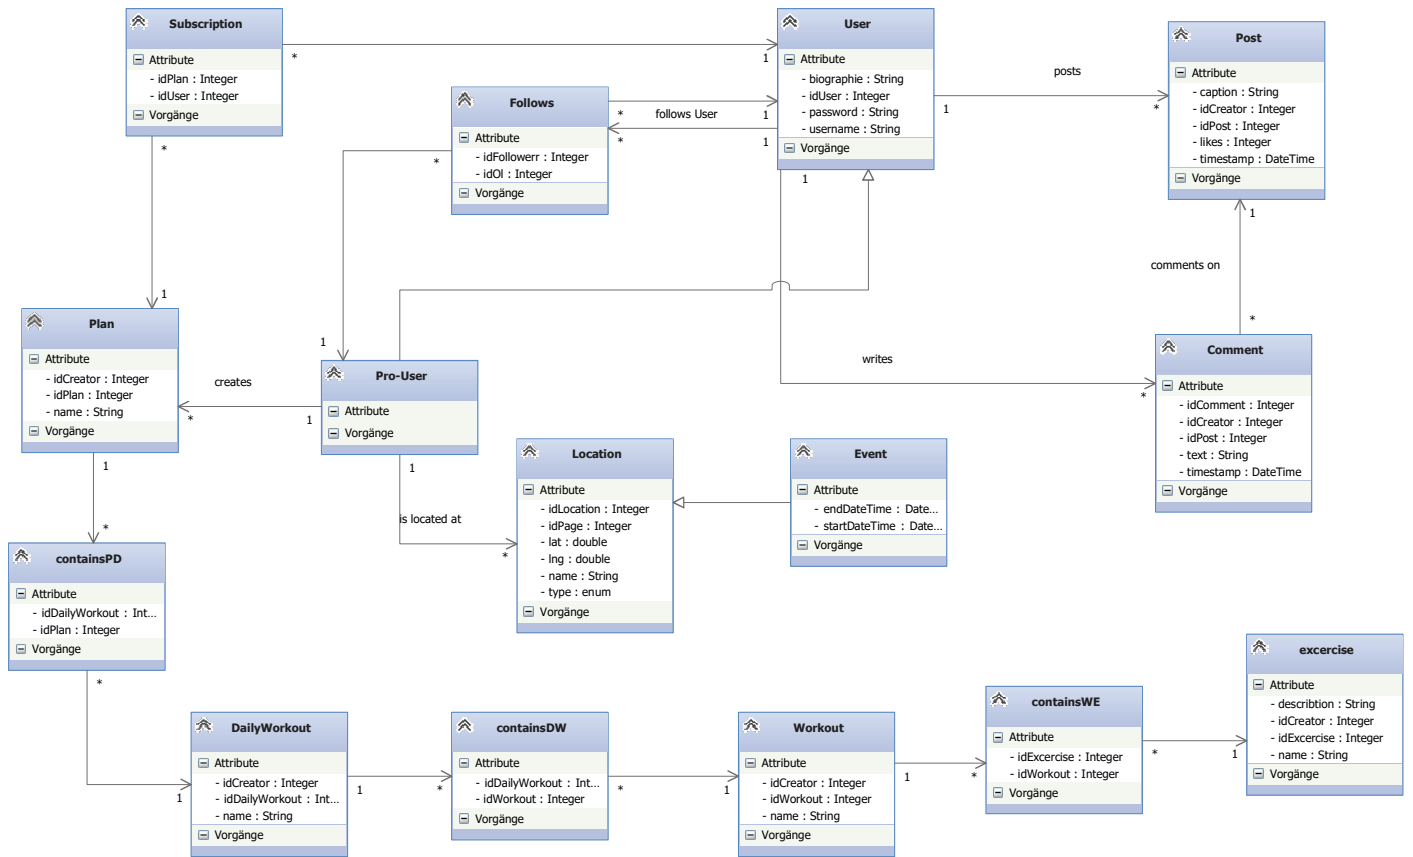 Subscription
Attribute
- idPlan : Integer
- idUser : Integer
Vorgänge
*
1
*
1
User
Attribute
- biographie : String
- idUser : Integer
- password : String
- username : String
Vorgänge
posts
1
*
Post
Attribute
- caption : String
- idCreator : Integer
- idPost : Integer
- likes : Integer
- timestamp : DateTime
Vorgänge
Follows
Attribute
- idFollowerr : Integer
- idOl : Integer
Vorgänge
*
1
follows User
*
1
*
1
1
writes
*
comments on
1
*
Comment
Attribute
- idComment : Integer
- idCreator : Integer
- idPost : Integer
- text : String
- timestamp : DateTime
Vorgänge
Plan
Attribute
- idCreator : Integer
- idPlan : Integer
- name : String
Vorgänge
creates
*
1
Pro-User
Attribute
Vorgänge
1
is located at
*
Location
Attribute
- idLocation : Integer
- idPage : Integer
- lat : double
- lng : double
- name : String
- type : enum
Vorgänge
Event
Attribute
- endDateTime : Date...
- startDateTime : Date...
Vorgänge
1
*
containsPD
Attribute
- idDailyWorkout : Int...
- idPlan : Integer
Vorgänge
*
1
DailyWorkout
Attribute
- idCreator : Integer
- idDailyWorkout : Int...
- name : String
Vorgänge
1
*
containsDW
Attribute
- idDailyWorkout : Int...
- idWorkout : Integer
Vorgänge
*
1
Workout
Attribute
- idCreator : Integer
- idWorkout : Integer
- name : String
Vorgänge
1
*
containsWE
Attribute
- idExcercise : Integer
- idWorkout : Integer
Vorgänge
*
1
excercise
Attribute
- describtion : String
- idCreator : Integer
- idExcercise : Integer
- name : String
Vorgänge